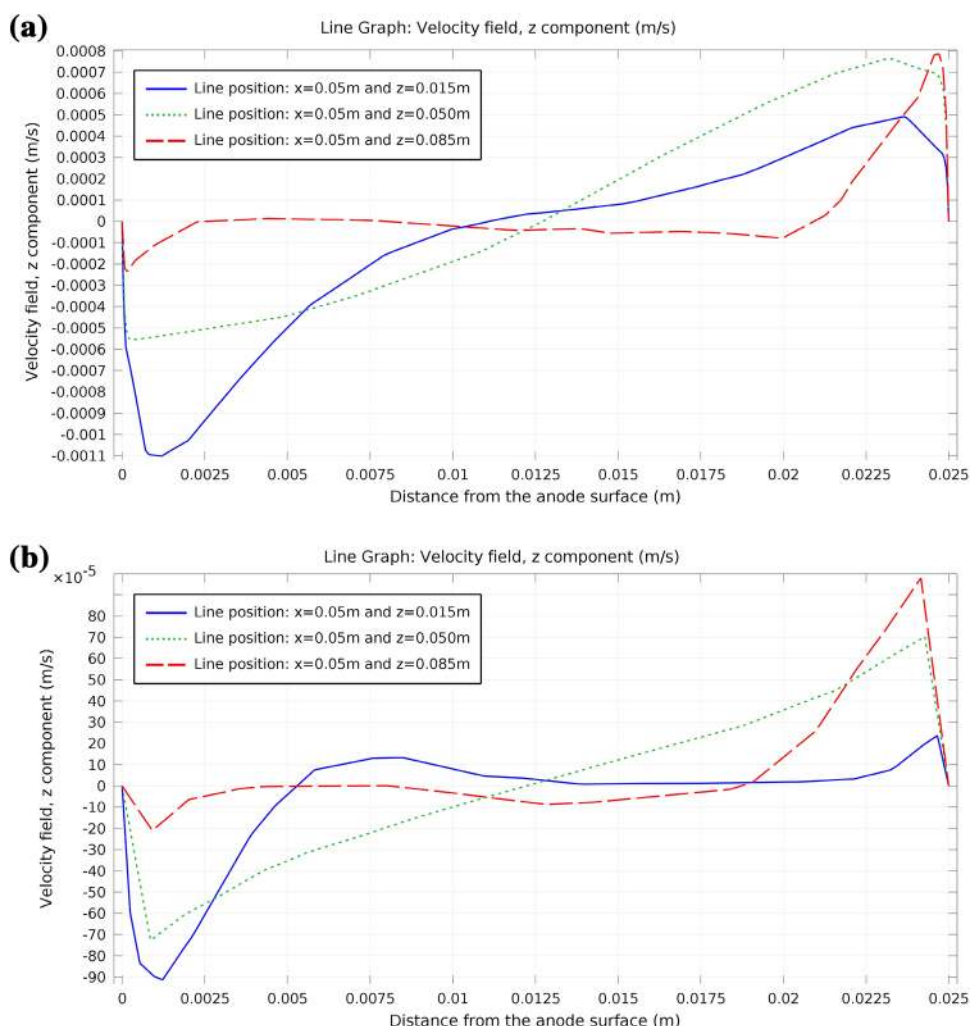 (a)
Line Graph: Velocity field, z component (m/s)
0.0008
0.0007
0.0005
0.0004
0.0003
0.0001
0
-0.0001
-0.0002
-0.0003
-0.0004
-0.0005
-0.0006
-0.0007
-0.0009
-0.001
-0.0011
Velocity field, z component (m/s)
Line position: x=0.05m and z=0.015m
Line position: x=0.05m and z=0.050m
Line position: x=0.05m and z=0.085m
0 0.0025 0.005 0.0075 0.01 0.0125 0.015 0.0175 0.02 0.0225 0.025
Distance from the anode surface (m)
(b)
Line Graph: Velocity field, z component (m/s)
×10-5
80
70
60
50
40
30
20
10
0
-10
-20
-30
-40
-50
-60
-70
-80
-90
Velocity field, z component (m/s)
Line position: x=0.05m and z=0.015m
Line position: x=0.05m and z=0.050m
Line position: x=0.05m and z=0.085m
0 0.0025 0.005 0.0075 0.01 0.0125 0.015 0.0175 0.02 0.0225 0.025
Distance from the anode surface (m)